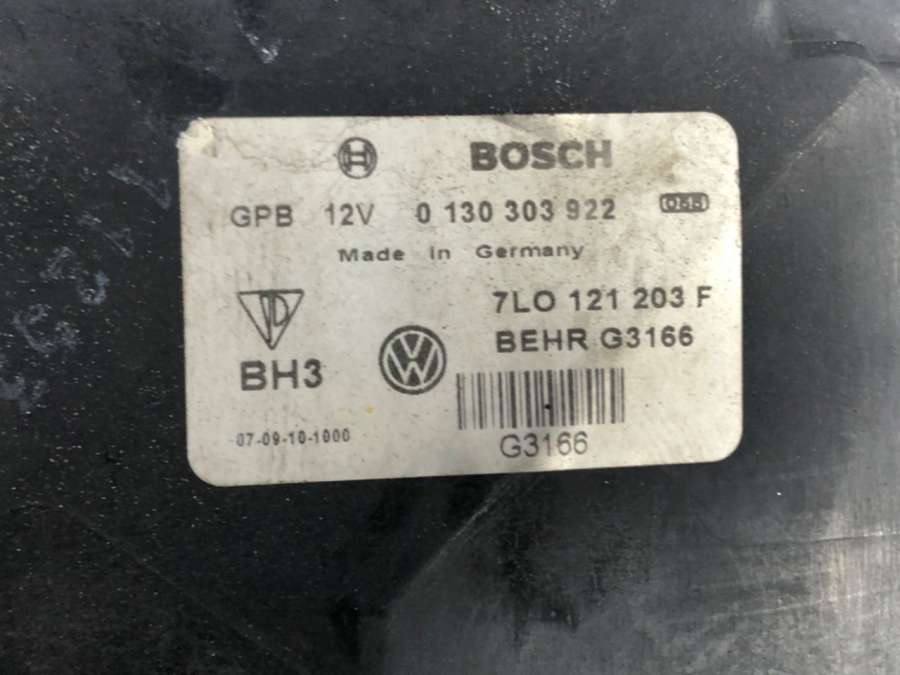 BOSCH
GPB 12V 0 130 303 922
Made in Germany
7LO 121 203 F
BEHR G3166
BH3
07-09-10-1000
G3166